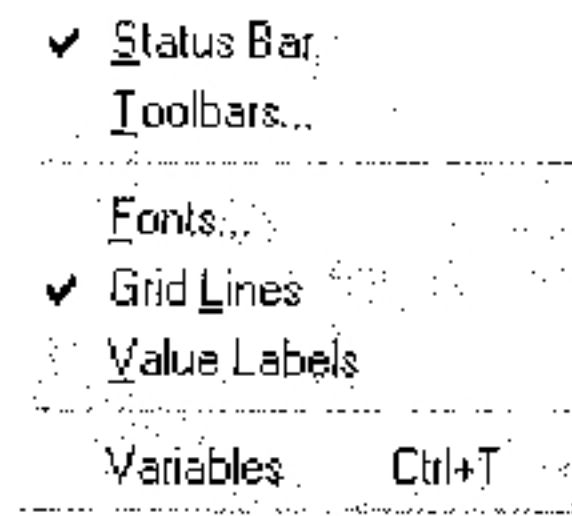 ✔ Status Bar
Toolbars...
Fonts...
✔ Grid Lines
Value Labels
Variables Ctrl+T